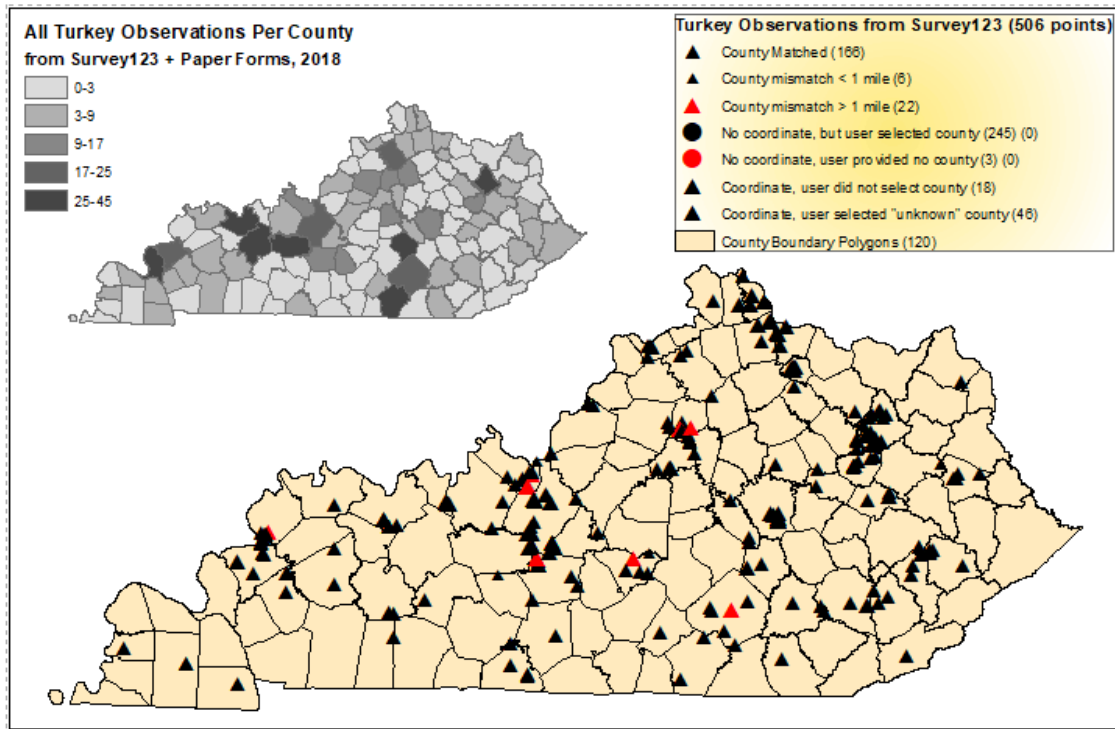 All Turkey Observations Per County
from Survey123 + Paper Forms, 2018
0-3
3-9
9-17
17-25
25-45
Turkey Observations from Survey123 (506 points)
County Matched (166)
County mismatch < 1 mile (6)
County mismatch > 1 mile (22)
No coordinate, but user selected county (245) (0)
No coordinate, user provided no county (3) (0)
Coordinate, user did not select county (18)
Coordinate, user selected "unknown" county (46)
County Boundary Polygons (120)